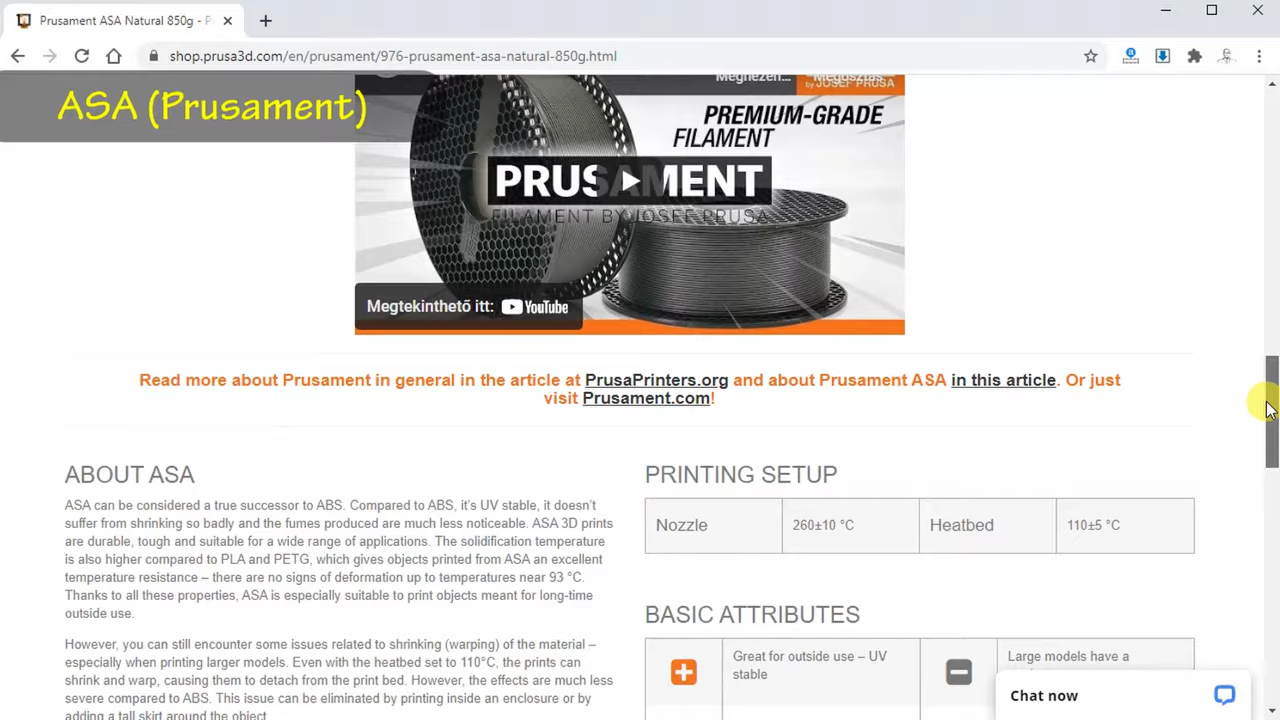 Prusament ASA Natural 850g - P
shop.prusa3d.com/en/prusament/976-prusament-asa-natural-850g.html
ASA (Prusament)
Megnézen...
Megosztás
by JOSEF PRUSA
PREMIUM-GRADE
FILAMENT
PRUSAMENT
FILAMENT BY JOSEF PRUSA
Megtekinthető itt: YouTube
Read more about Prusament in general in the article at PrusaPrinters.org and about Prusament ASA in this article. Or just
visit Prusament.com!
ABOUT ASA
ASA can be considered a true successor to ABS. Compared to ABS, it's UV stable, it doesn't
suffer from shrinking so badly and the fumes produced are much less noticeable. ASA 3D prints
are durable, tough and suitable for a wide range of applications. The solidification temperature
is also higher compared to PLA and PETG, which gives objects printed from ASA an excellent
temperature resistance – there are no signs of deformation up to temperatures near 93 °C.
Thanks to all these properties, ASA is especially suitable to print objects meant for long-time
outside use.
However, you can still encounter some issues related to shrinking (warping) of the material –
especially when printing larger models. Even with the heatbed set to 110°C, the prints can
shrink and warp, causing them to detach from the print bed. However, the effects are much less
severe compared to ABS. This issue can be eliminated by printing inside an enclosure or by
adding a tall skirt around the object
PRINTING SETUP
Nozzle 260±10 °C Heatbed 110±5 °C
BASIC ATTRIBUTES
Great for outside use – UV
stable
Large models have a
Chat now